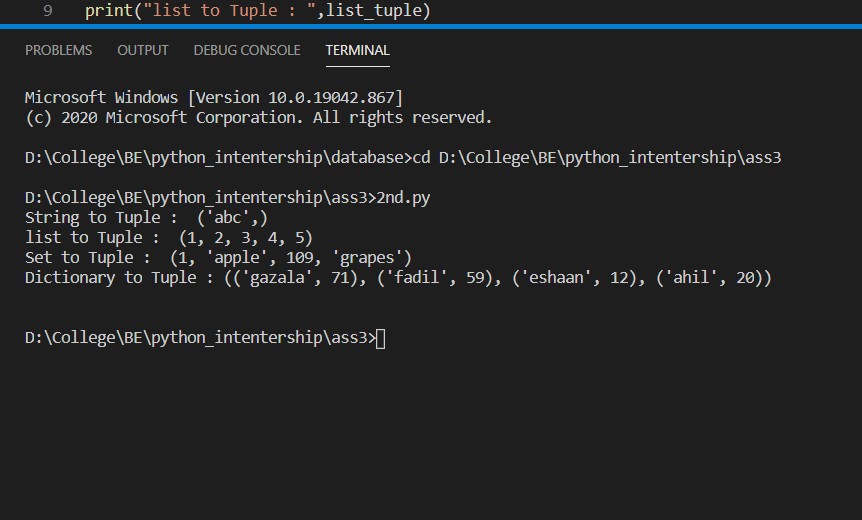 9 print("list to Tuple : ",list_tuple)
PROBLEMS OUTPUT DEBUG CONSOLE TERMINAL
Microsoft Windows [Version 10.0.19042.867]
(c) 2020 Microsoft Corporation. All rights reserved.
D:\College\BE\python_intentership\database>cd D:\College\BE\python_intentership\ass3
D:\College\BE\python_intentership\ass3>2nd.py
String to Tuple :  ('abc',)
list to Tuple :  (1, 2, 3, 4, 5)
Set to Tuple :  (1, 'apple', 109, 'grapes')
Dictionary to Tuple : (('gazala', 71), ('fadil', 59), ('eshaan', 12), ('ahil', 20))
D:\College\BE\python_intentership\ass3>